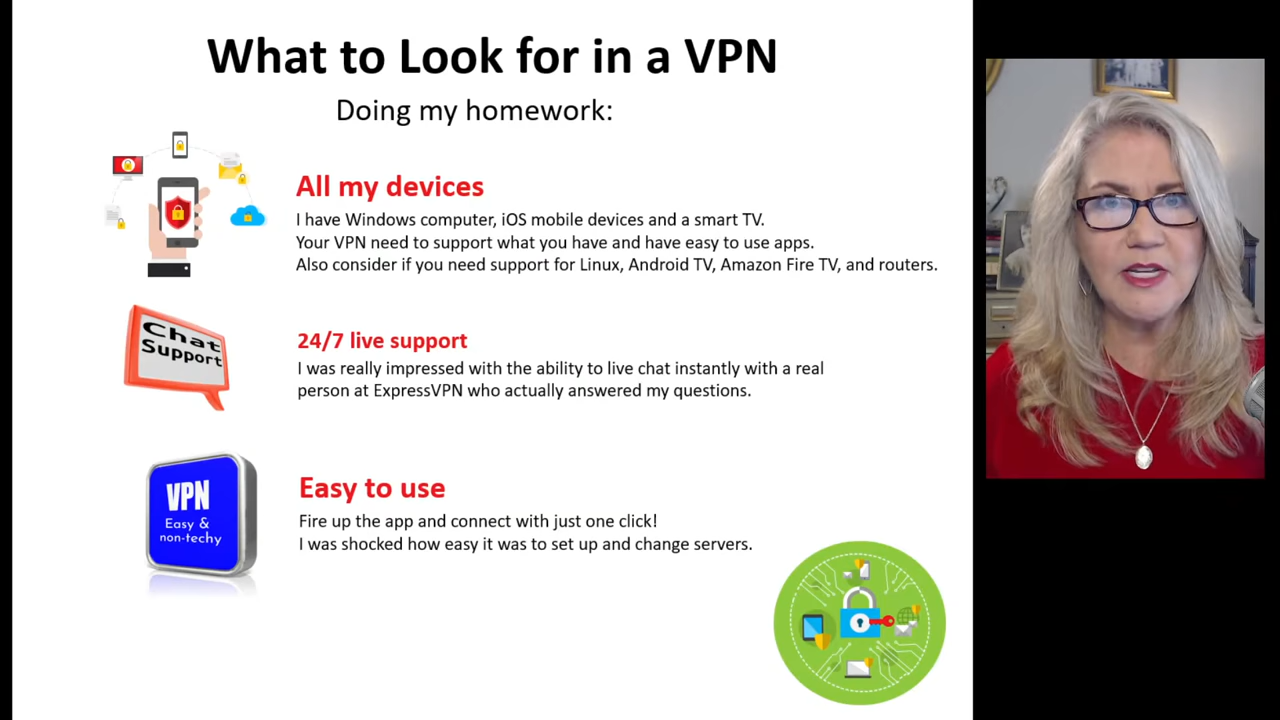 What to Look for in a VPN
Doing my homework:
All my devices
I have Windows computer, iOS mobile devices and a smart TV.
Your VPN need to support what you have and have easy to use apps.
Also consider if you need support for Linux, Android TV, Amazon Fire TV, and routers.
Chat
Support
24/7 live support
I was really impressed with the ability to live chat instantly with a real
person at ExpressVPN who actually answered my questions.
VPN
Easy &
non-techy
Easy to use
Fire up the app and connect with just one click!
I was shocked how easy it was to set up and change servers.